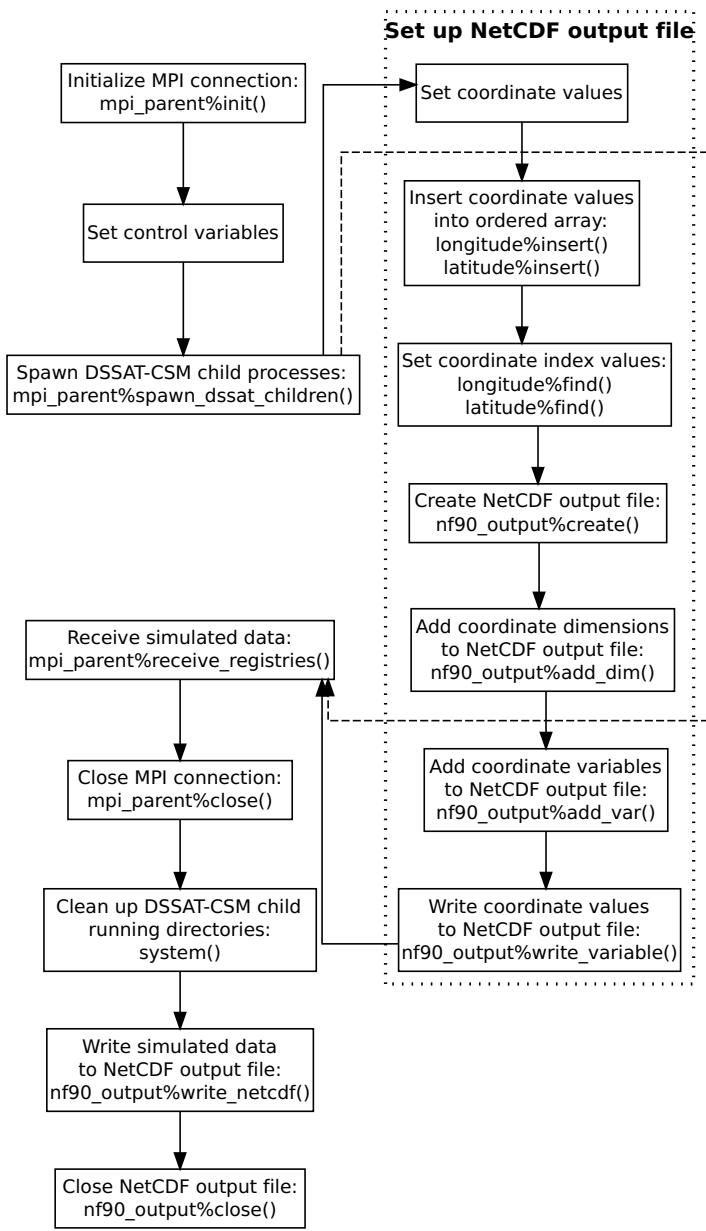 Initialize MPI connection:
mpi_parent%init()
Set control variables
Spawn DSSAT-CSM child processes:
mpi_parent%spawn_dssat_children()
Set up NetCDF output file
Set coordinate values
Insert coordinate values
into ordered array:
longitude%insert()
latitude%insert()
Set coordinate index values:
longitude%find()
latitude%find()
Create NetCDF output file:
nf90_output%create()
Add coordinate dimensions
to NetCDF output file:
nf90_output%add_dim()
Add coordinate variables
to NetCDF output file:
nf90_output%add_var()
Write coordinate values
to NetCDF output file:
nf90_output%write_variable()
Receive simulated data:
mpi_parent%receive_registries()
Close MPI connection:
mpi_parent%close()
Clean up DSSAT-CSM child
running directories:
system()
Write simulated data
to NetCDF output file:
nf90_output%write_netcdf()
Close NetCDF output file:
nf90_output%close()